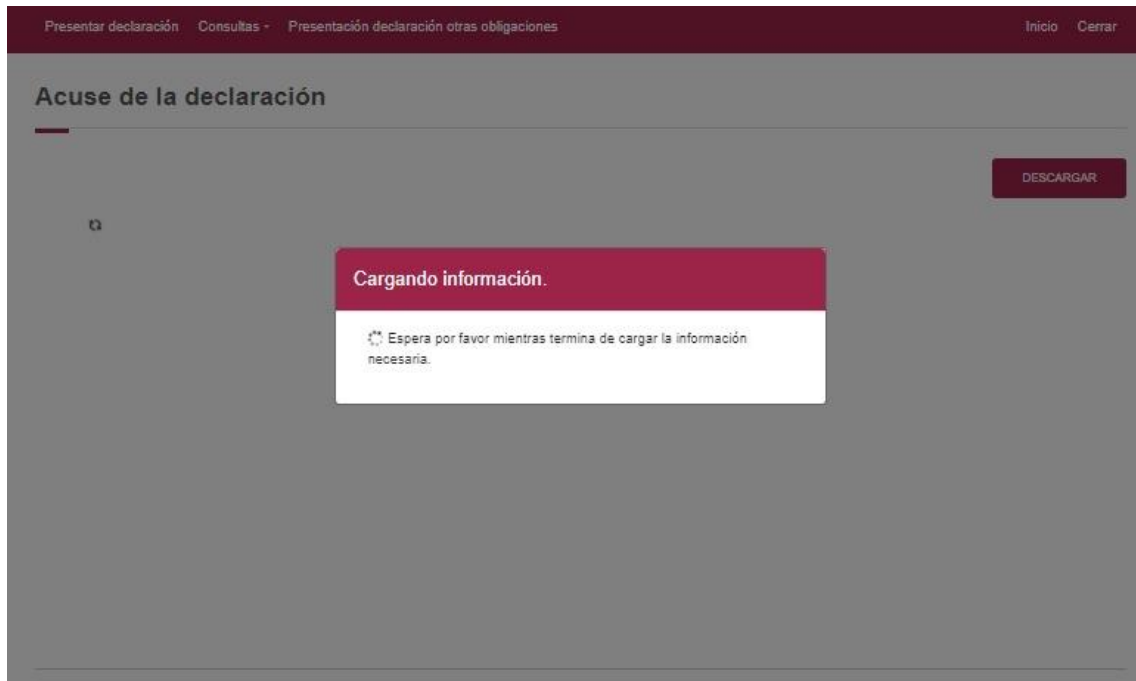 Presentar declaración Consultas Presentación declaración otras obligaciones Inicio Cerrar
Acuse de la declaración
DESCARGAR
Cargando información.
Espera por favor mientras termina de cargar la información
necesaria.